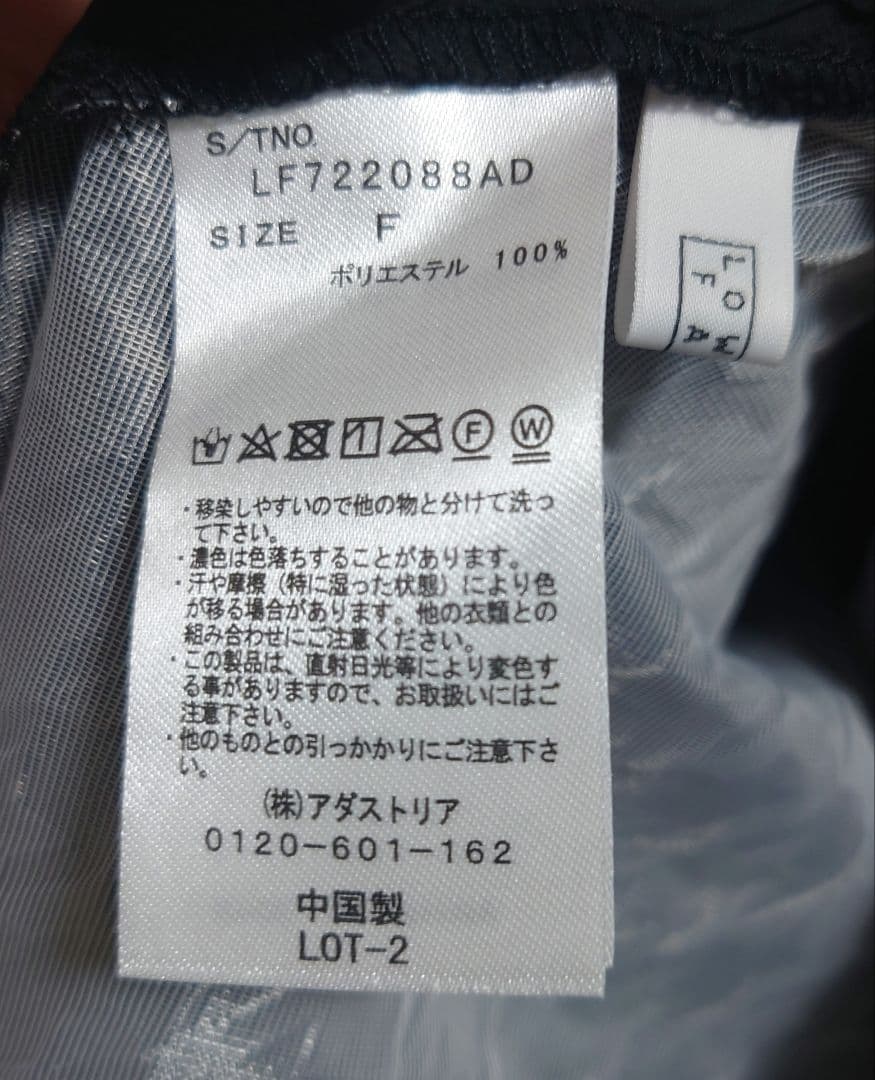 S/TNO.
LF722088AD
SIZE F
ポリエステル 100%
1 F W
・移染しやすいので他の物と分けて洗っ
て下さい。
・濃色は色落ちすることがあります。
・汗や摩擦（特に湿った状態）により色
が移る場合があります。他の衣類との
組み合わせにご注意ください。
・この製品は、直射日光等により変色す
る事がありますので、お取扱いにはご
注意下さい。
・他のものとの引っかかりにご注意下さ
い。
(株)アダストリア
0120-601-162
中国製
LOT-2
LOW
FA